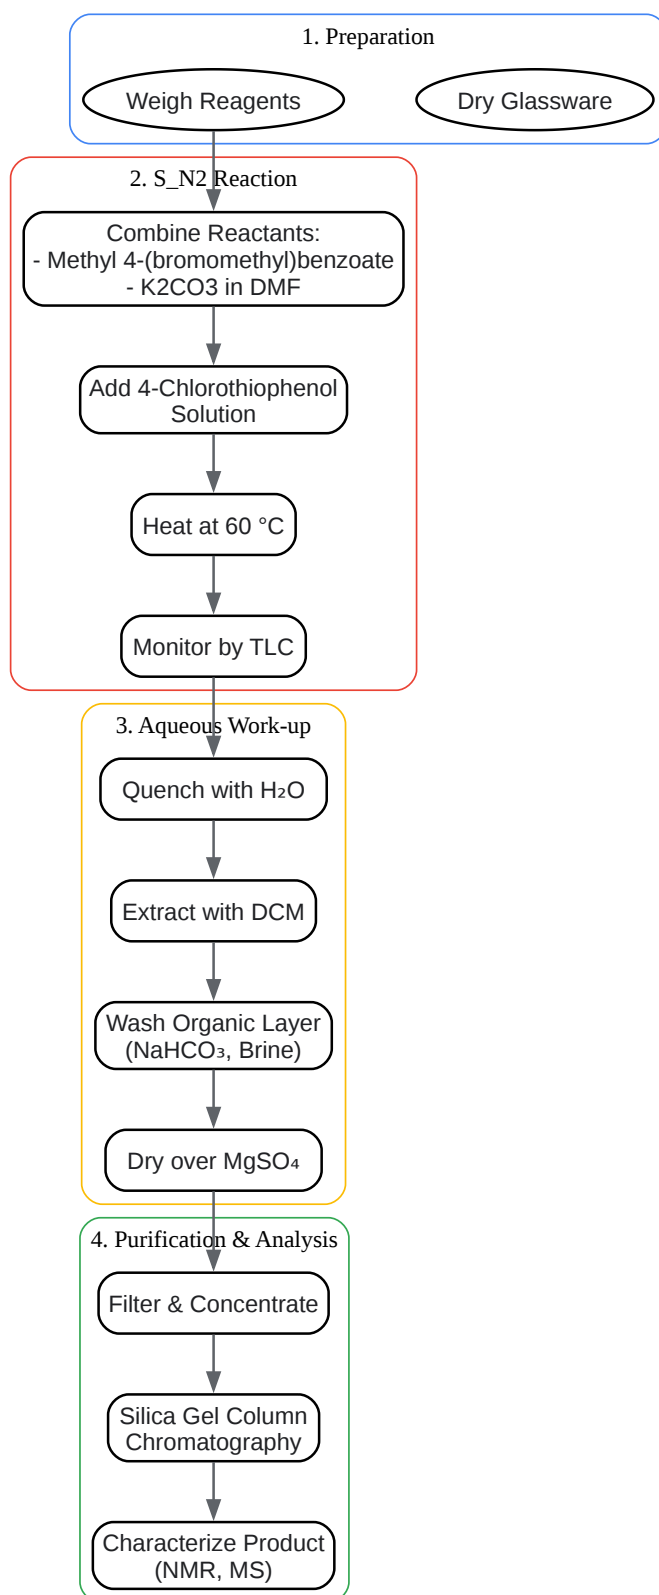 1. Preparation
Weigh Reagents
Dry Glassware
2. S_N2 Reaction
Combine Reactants:
- Methyl 4-(bromomethyl)benzoate
- K2CO3 in DMF
Add 4-Chlorothiophenol
Solution
Heat at 60 °C
Monitor by TLC
3. Aqueous Work-up
Quench with H₂O
Extract with DCM
Wash Organic Layer
(NaHCO₃, Brine)
Dry over MgSO₄
4. Purification & Analysis
Filter & Concentrate
Silica Gel Column
Chromatography
Characterize Product
(NMR, MS)